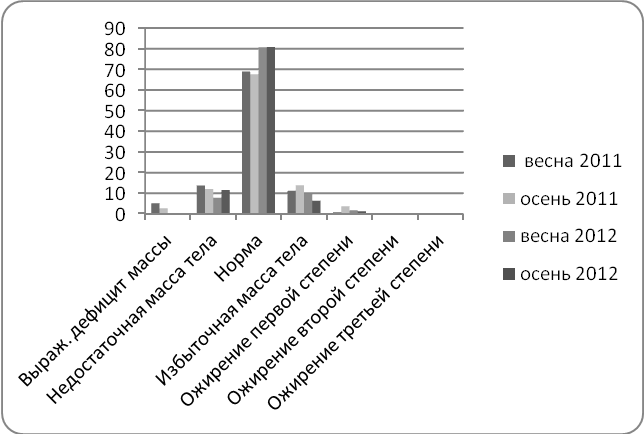 90
80
70
60
50
40
30
20
10
0
Выраж. дефицит массы
Недостаточная масса тела
Норма
Избыточная масса тела
Ожирение первой степени
Ожирение второй степени
Ожирение третьей степени
весна 2011
осень 2011
весна 2012
осень 2012